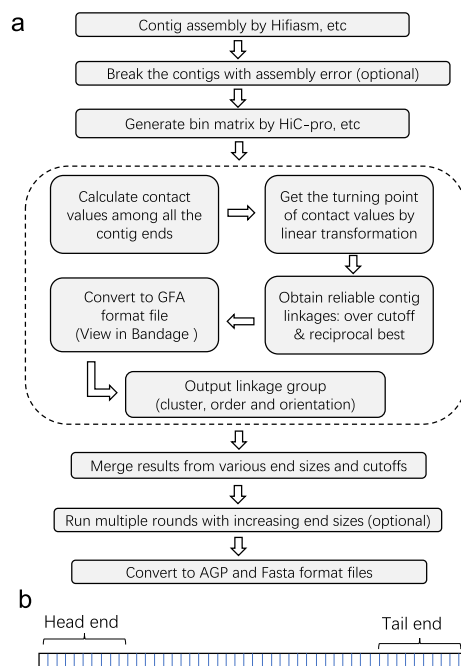 a
Contig assembly by Hifiasm, etc
Break the contigs with assembly error (optional)
Generate bin matrix by HiC-pro, etc
Calculate contact
values among all the
contig ends
Get the turning point
of contact values by
linear transformation
Obtain reliable contig
linkages: over cutoff
& reciprocal best
Convert to GFA
format file
(View in Bandage )
Output linkage group
(cluster, order and orientation)
Merge results from various end sizes and cutoffs
Run multiple rounds with increasing end sizes (optional)
Convert to AGP and Fasta format files
b
Head end
Tail end